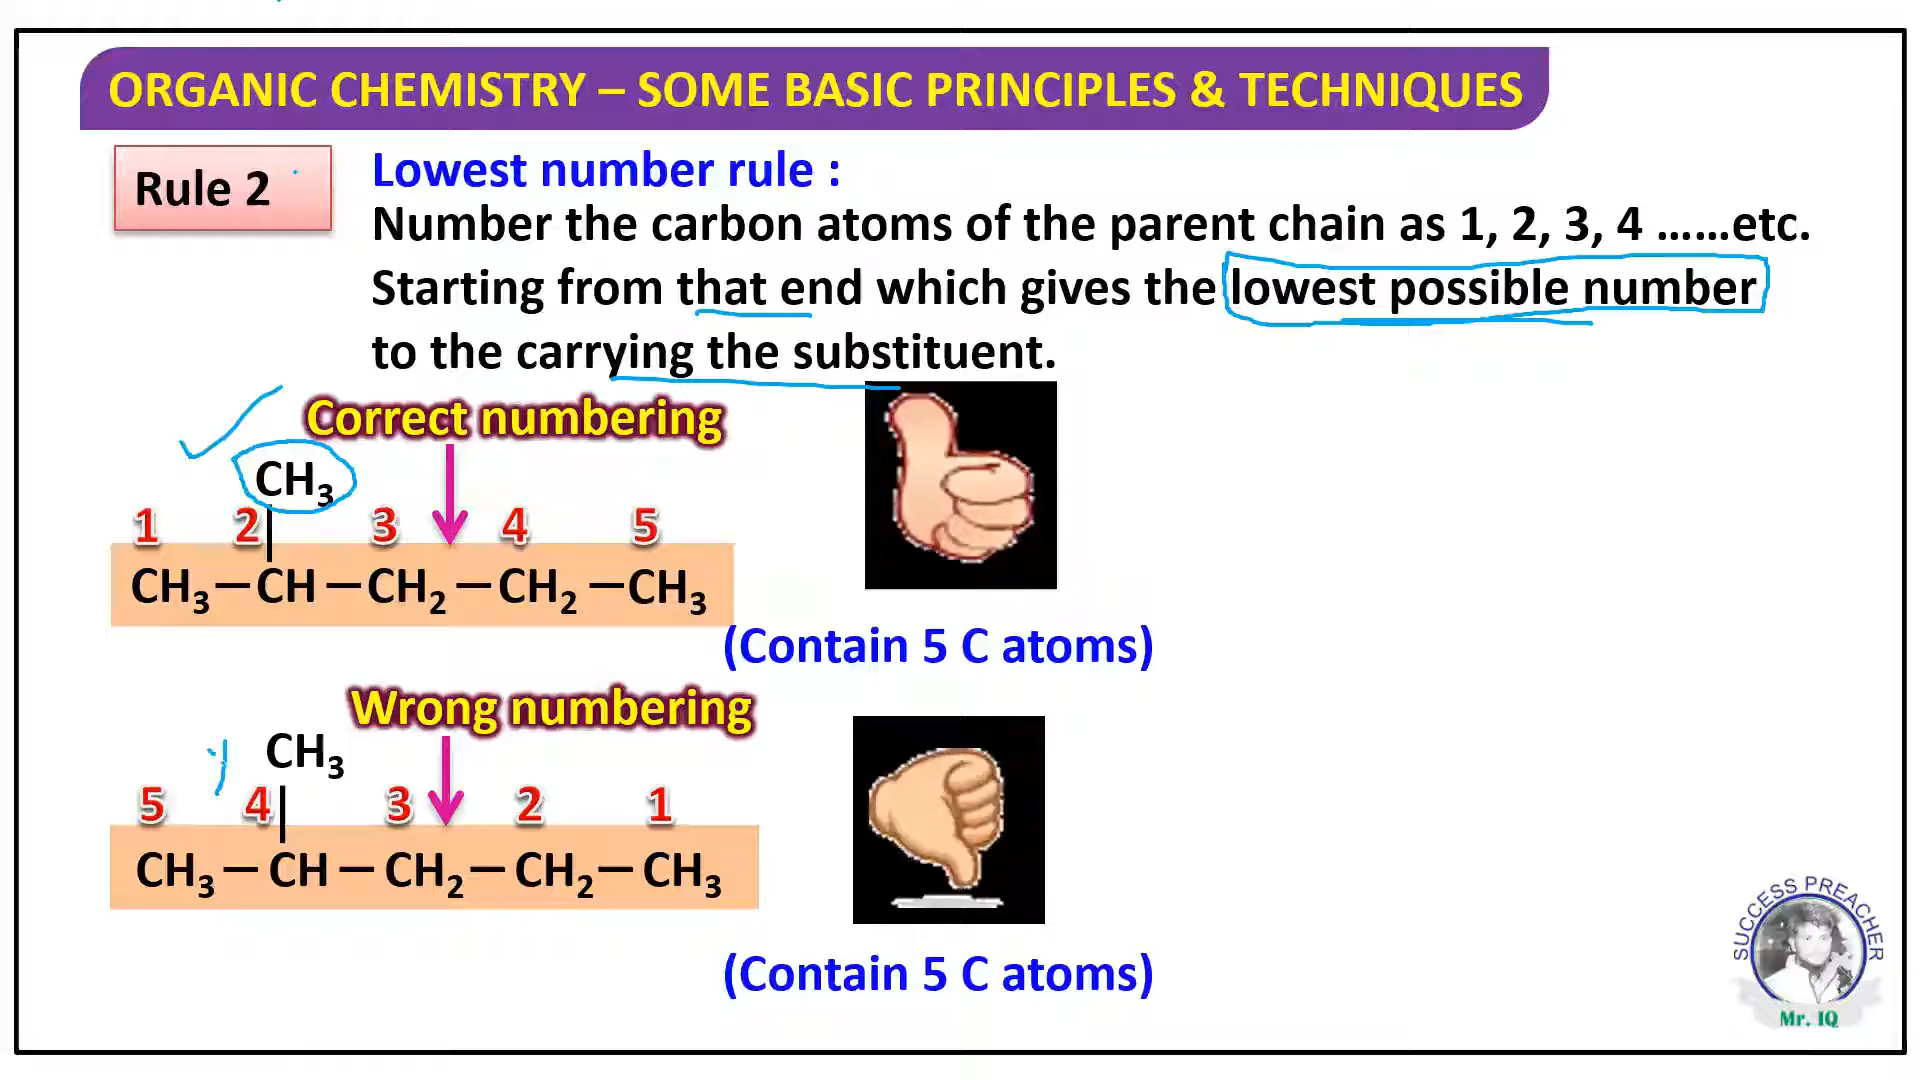 ORGANIC CHEMISTRY – SOME BASIC PRINCIPLES & TECHNIQUES
Rule 2
Lowest number rule :
Number the carbon atoms of the parent chain as 1, 2, 3, 4 ……etc.
Starting from that end which gives the lowest possible number
to the carrying the substituent.
Correct numbering
CH₃
1 2 3 4 5
CH₃ — CH — CH₂ — CH₂ — CH₃
(Contain 5 C atoms)
Wrong numbering
CH₃
5 4 3 2 1
CH₃ — CH — CH₂ — CH₂ — CH₃
(Contain 5 C atoms)
SUCCESS PREACHER
Mr. IQ